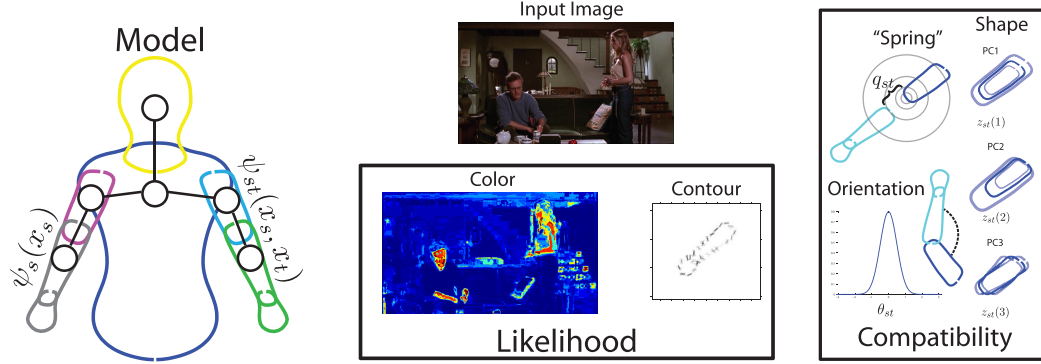 Model
ψ_s(x_s)
ψ_st(x_s, x_t)
Input Image
Color
Contour
Likelihood
"Spring"
q_st
Orientation
θ_st
Shape
PC1
z_st(1)
PC2
z_st(2)
PC3
z_st(3)
Compatibility